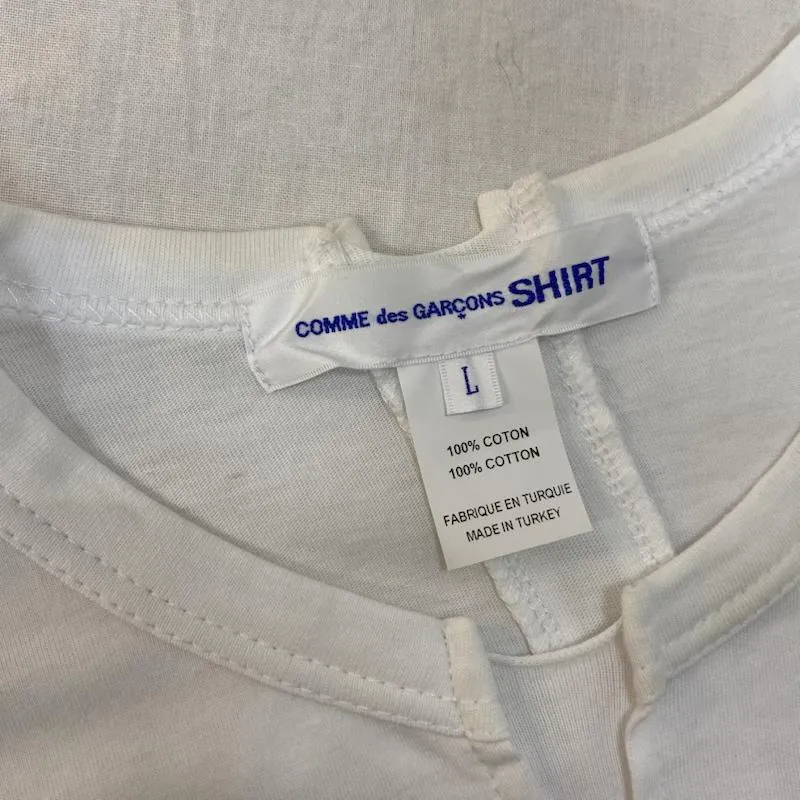 COMME des GARÇONS SHIRT
L
100% COTON
100% COTTON
FABRIQUE EN TURQUIE
MADE IN TURKEY